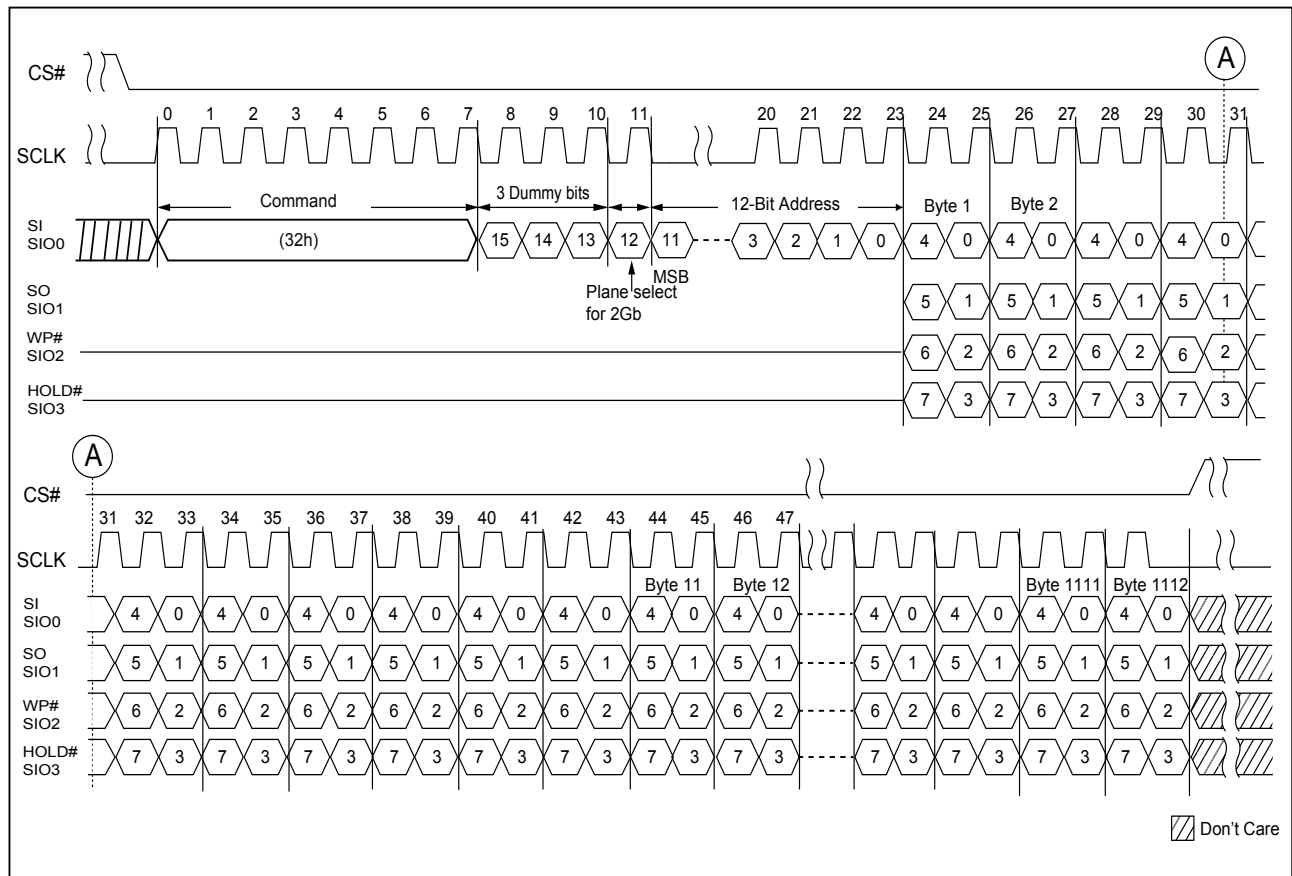 CS#
A
0 1 2 3 4 5 6 7 8 9 10 11 20 21 22 23 24 25 26 27 28 29 30 31
SCLK
Command 3 Dummy bits 12-Bit Address Byte 1 Byte 2
SI
SIO0
(32h) 15 14 13 12 11 3 2 1 0 4 0 4 0 4 0 4 0
MSB
Plane select
for 2Gb
SO
SIO1
5 1 5 1 5 1 5 1
WP#
SIO2
6 2 6 2 6 2 6 2
HOLD#
SIO3
7 3 7 3 7 3 7 3
A
CS#
31 32 33 34 35 36 37 38 39 40 41 42 43 44 45 46 47
SCLK
Byte 11 Byte 12 Byte 1111 Byte 1112
SI
SIO0
4 0 4 0 4 0 4 0 4 0 4 0 4 0 4 0 4 0 4 0 4 0 4 0
SO
SIO1
5 1 5 1 5 1 5 1 5 1 5 1 5 1 5 1 5 1 5 1 5 1 5 1
WP#
SIO2
6 2 6 2 6 2 6 2 6 2 6 2 6 2 6 2 6 2 6 2 6 2 6 2
HOLD#
SIO3
7 3 7 3 7 3 7 3 7 3 7 3 7 3 7 3 7 3 7 3 7 3 7 3
Don't Care